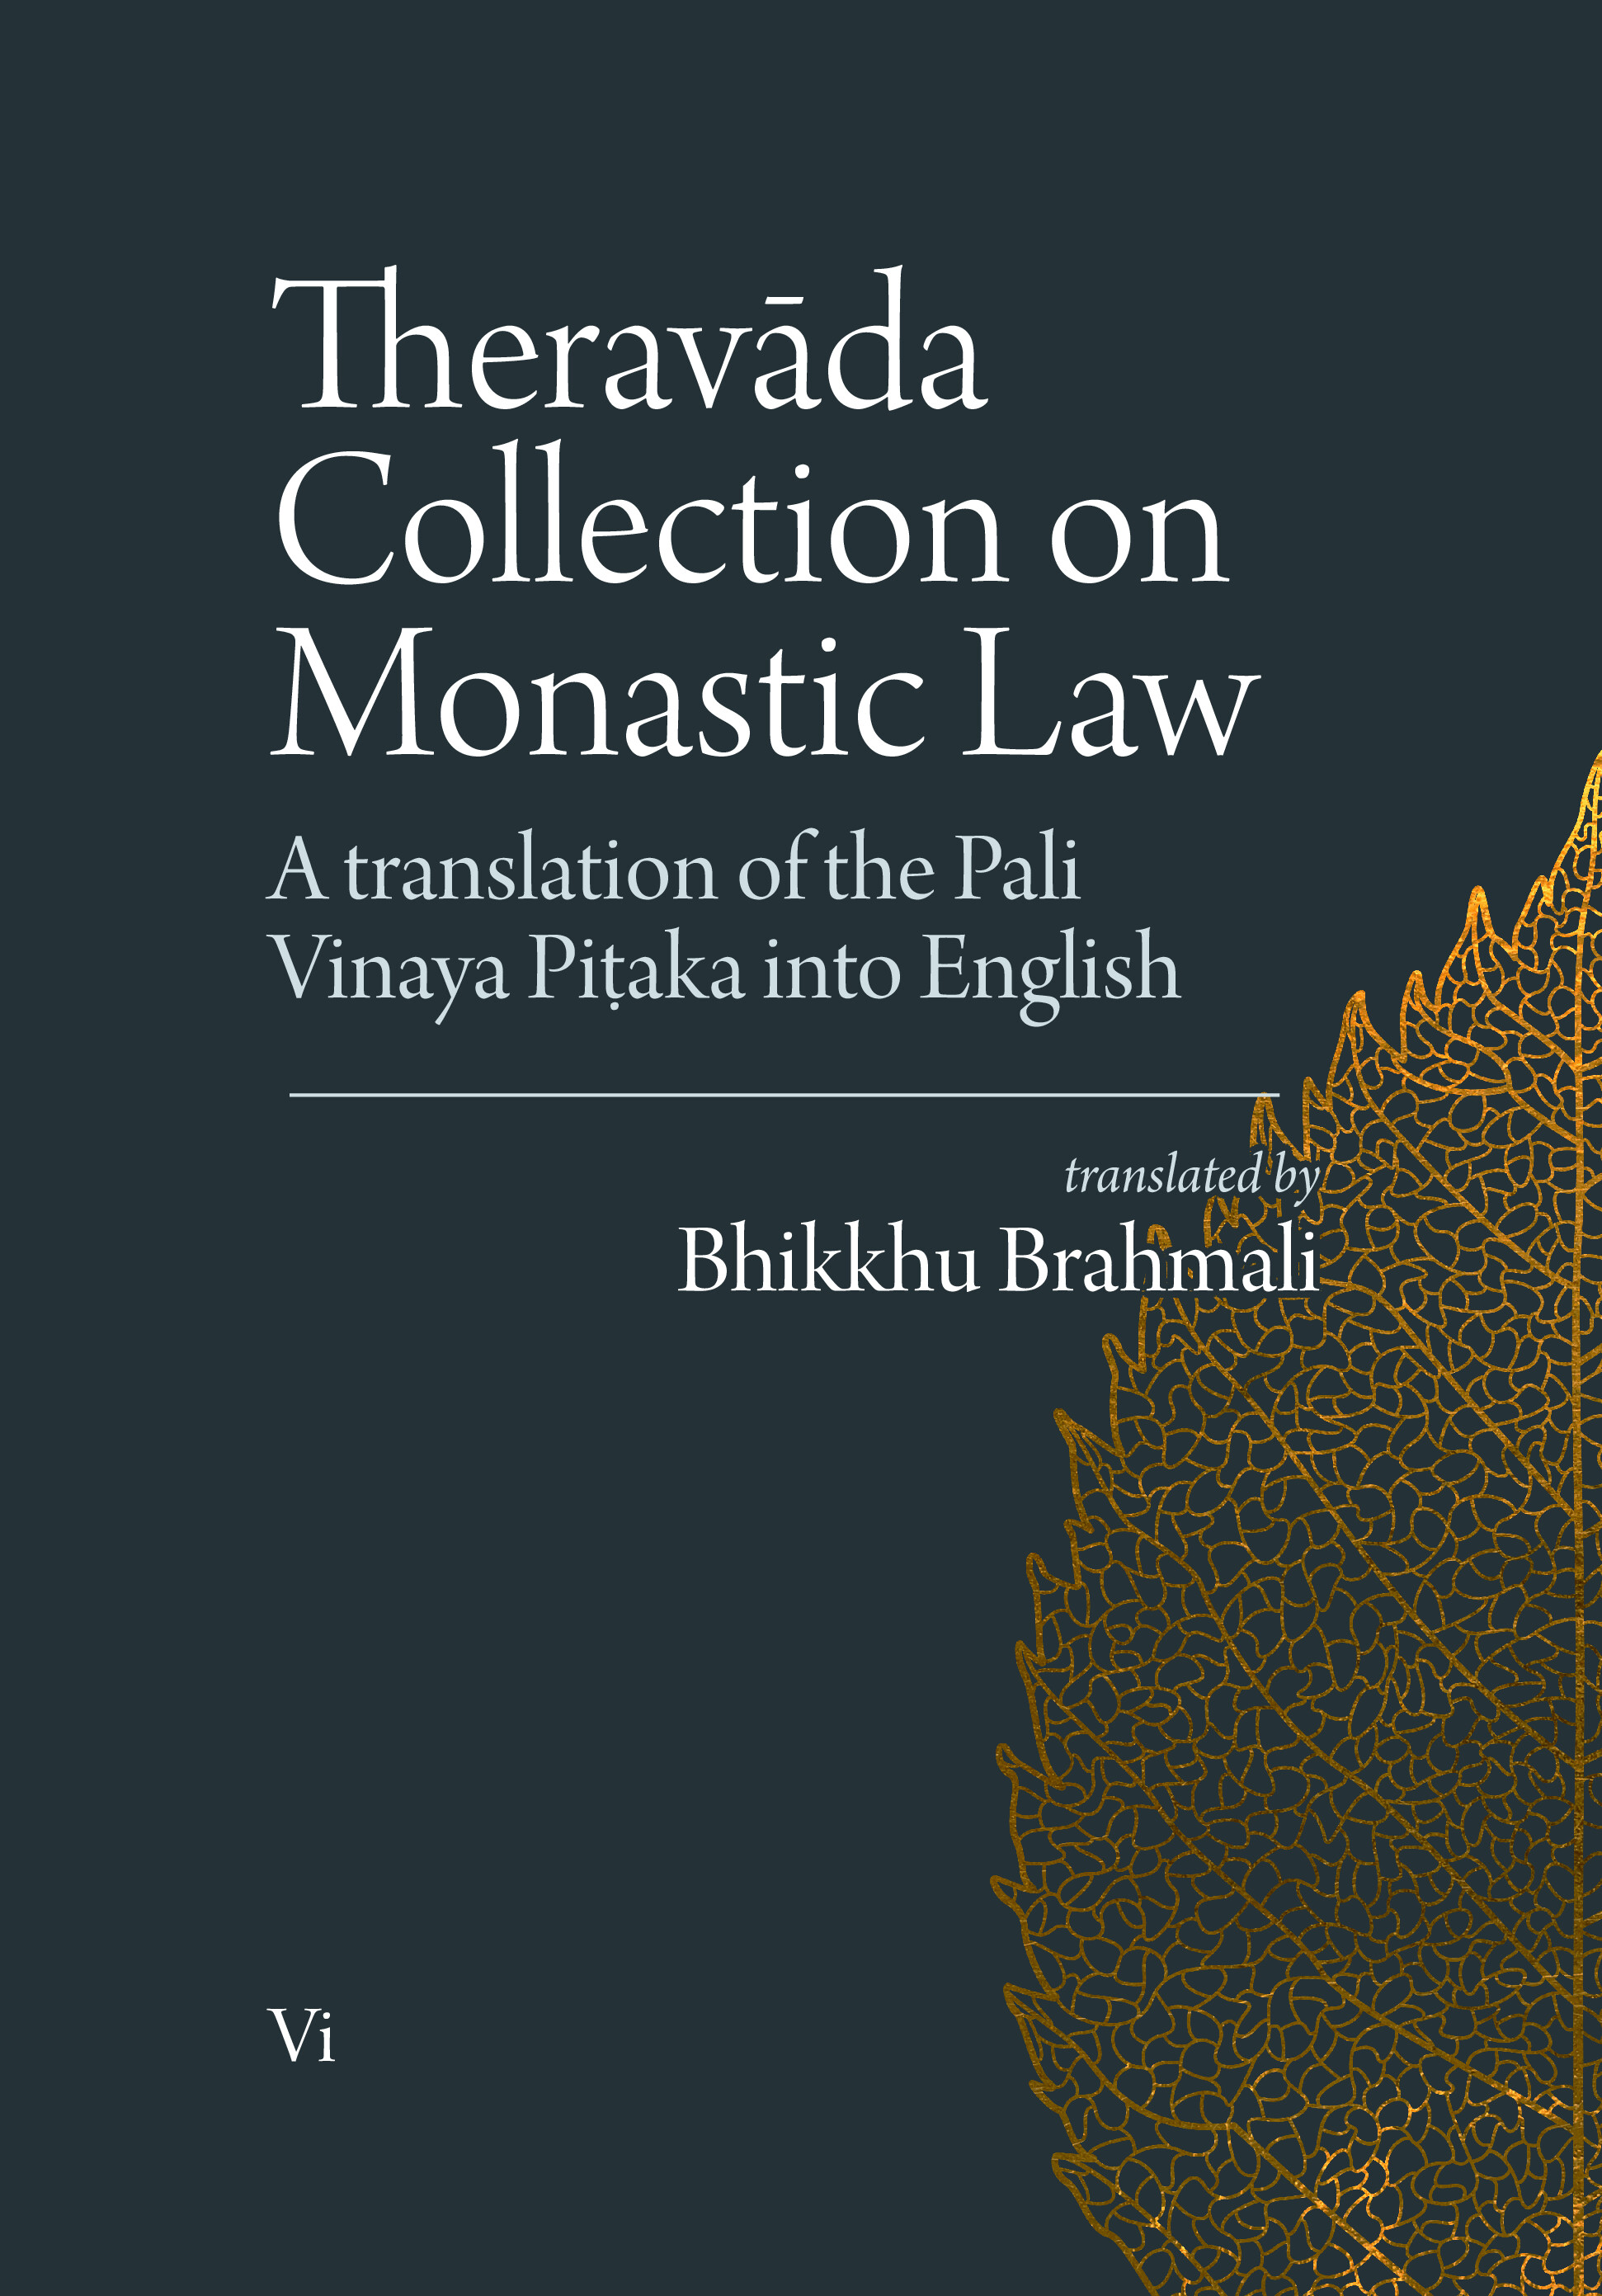 Theravāda
Collection on
Monastic Law
A translation of the Pali
Vinaya Piṭaka into English
translated by
Bhikkhu Brahmali
Vi